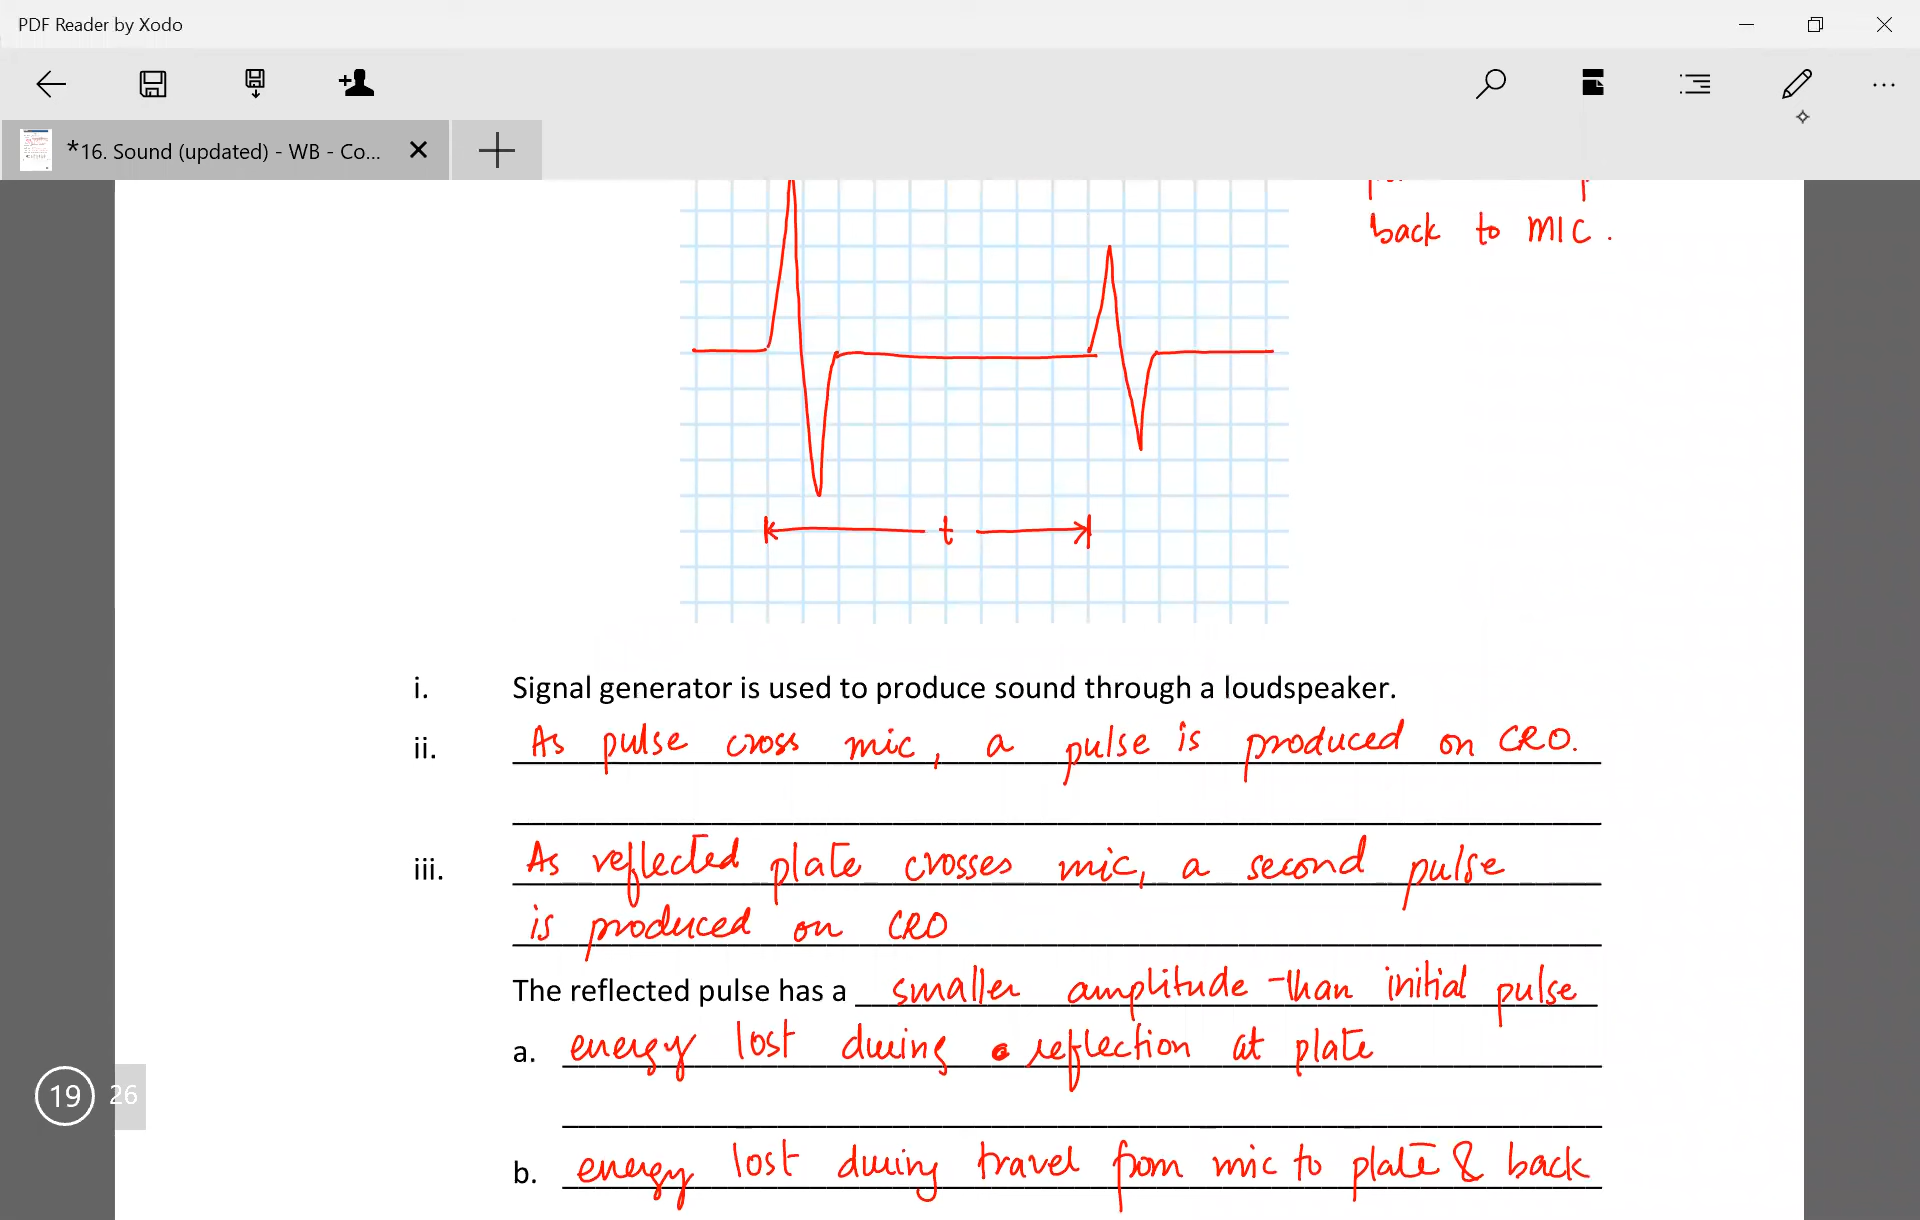 PDF Reader by Xodo
*16. Sound (updated) - WB - Co...
back to MIC.
t
i. Signal generator is used to produce sound through a loudspeaker.
ii. As pulse cross mic, a pulse is produced on CRO.
iii. As reflected plate crosses mic, a second pulse
is produced on CRO
The reflected pulse has a smaller amplitude than initial pulse
a. energy lost during reflection at plate
19 26
b. energy lost during travel from mic to plate & back